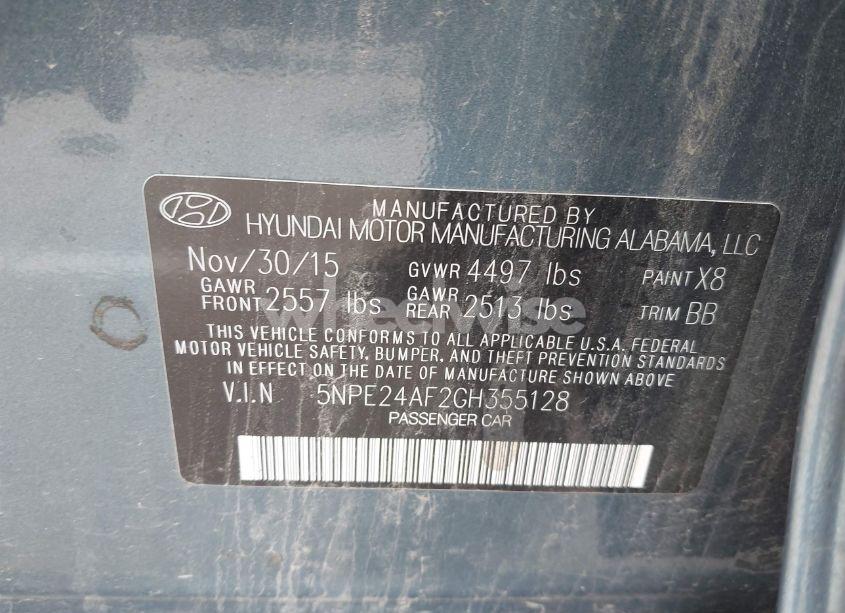 MANUFACTURED BY
HYUNDAI MOTOR MANUFACTURING ALABAMA, LLC
Nov/30/15 GVWR 4497 lbs PAINT X8
GAWR FRONT 2557 lbs GAWR REAR 2513 lbs TRIM BB
THIS VEHICLE CONFORMS TO ALL APPLICABLE U.S.A. FEDERAL
MOTOR VEHICLE SAFETY, BUMPER, AND THEFT PREVENTION STANDARDS
IN EFFECT ON THE DATE OF MANUFACTURE SHOWN ABOVE
V.I.N 5NPE24AF2GH355128
PASSENGER CAR